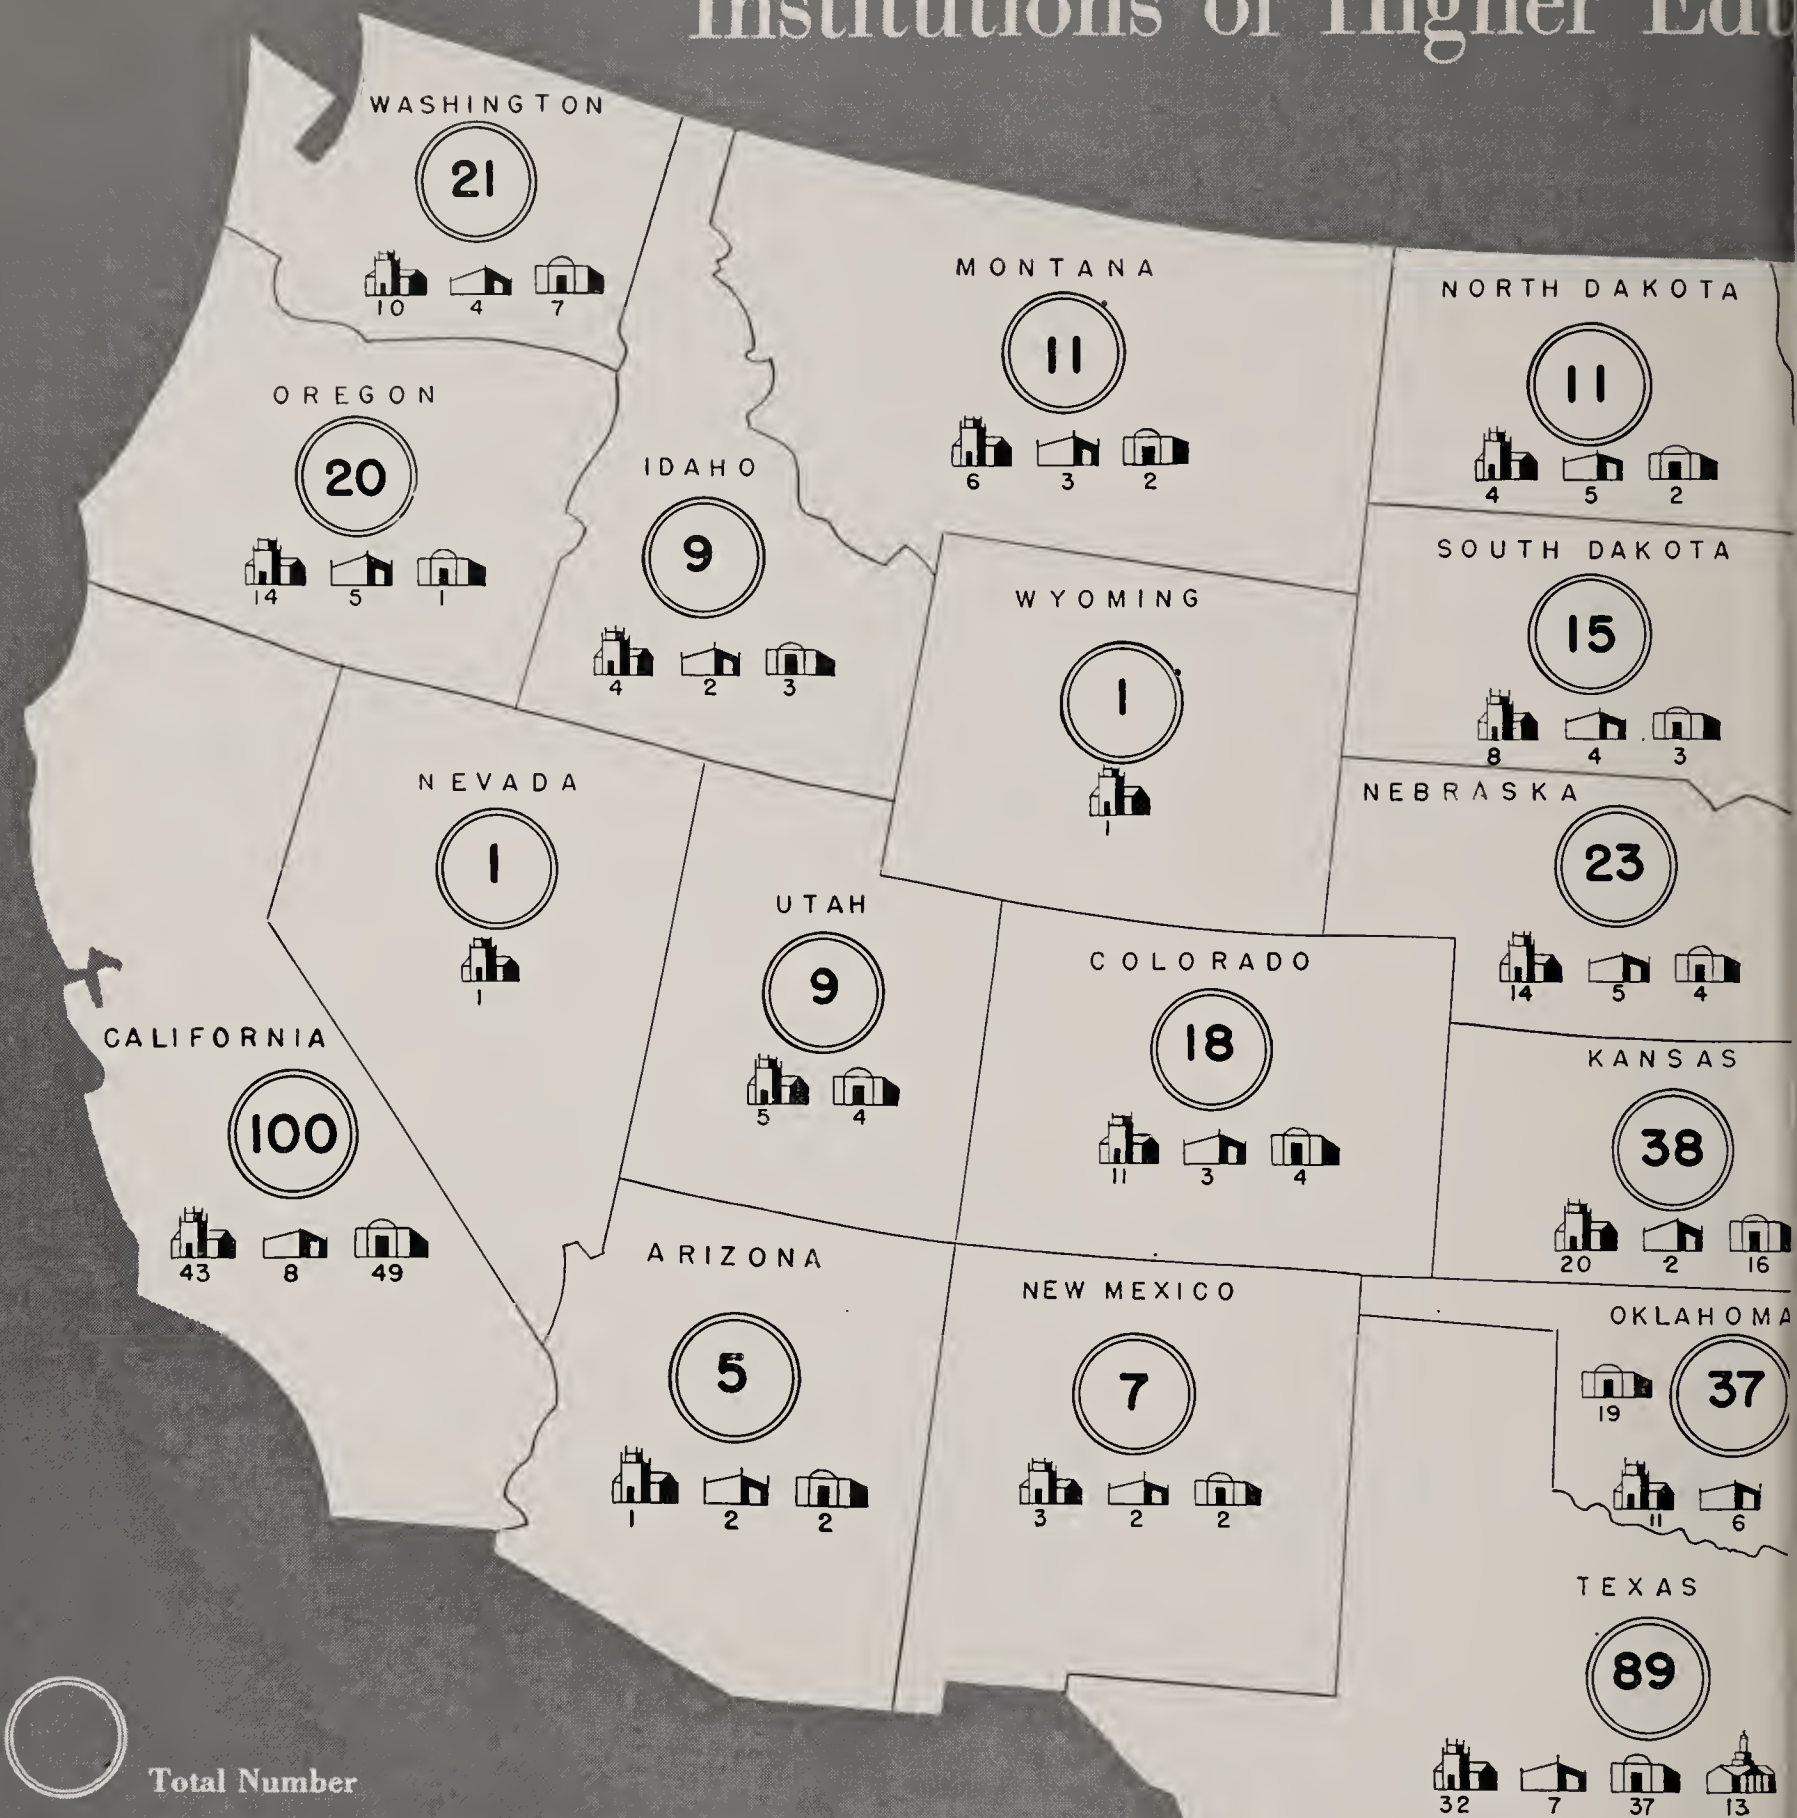 Institutions of Higher Edu
WASHINGTON
21
10 4 7
OREGON
20
14 5 1
IDAHO
9
4 2 3
MONTANA
11
6 3 2
NORTH DAKOTA
11
4 5 2
WYOMING
1
1
SOUTH DAKOTA
15
8 4 3
NEBRASKA
23
14 5 4
NEVADA
1
1
UTAH
9
5 4
COLORADO
18
11 3 4
KANSAS
38
20 2 16
CALIFORNIA
100
43 8 49
ARIZONA
5
1 2 2
NEW MEXICO
7
3 2 2
OKLAHOMA
37
19
11 6
TEXAS
89
32 7 37 13
Total Number